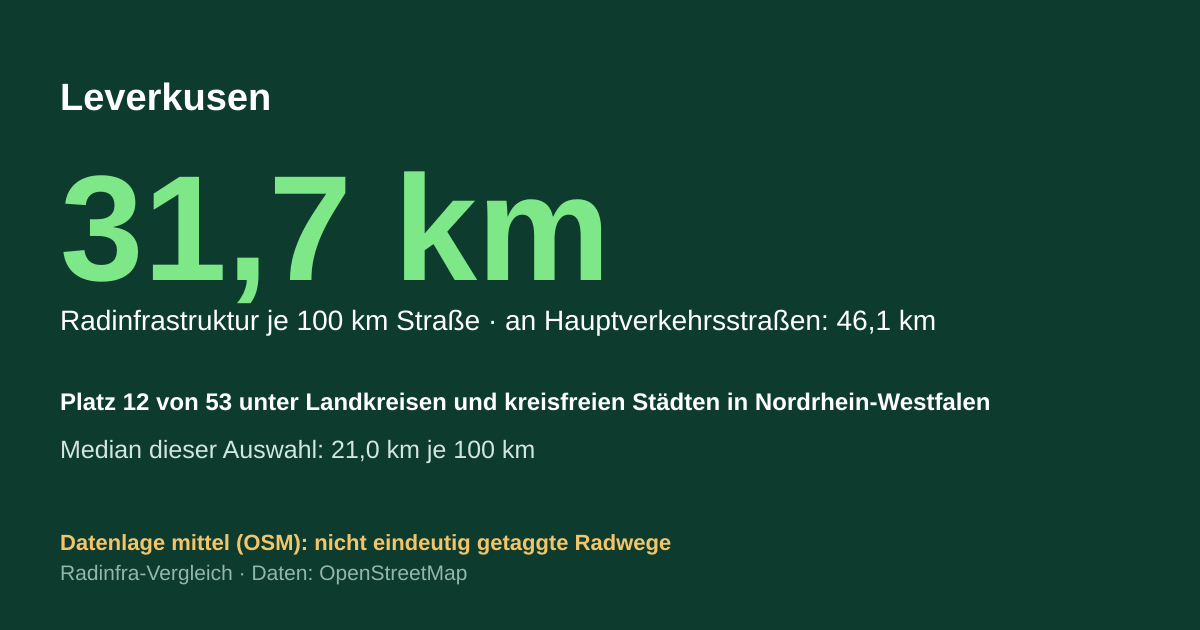 Leverkusen
31,7 km
Radinfrastruktur je 100 km Straße · an Hauptverkehrsstraßen: 46,1 km
Platz 12 von 53 unter Landkreisen und kreisfreien Städten in Nordrhein-Westfalen
Median dieser Auswahl: 21,0 km je 100 km
Datenlage mittel (OSM): nicht eindeutig getaggte Radwege
Radinfra-Vergleich · Daten: OpenStreetMap